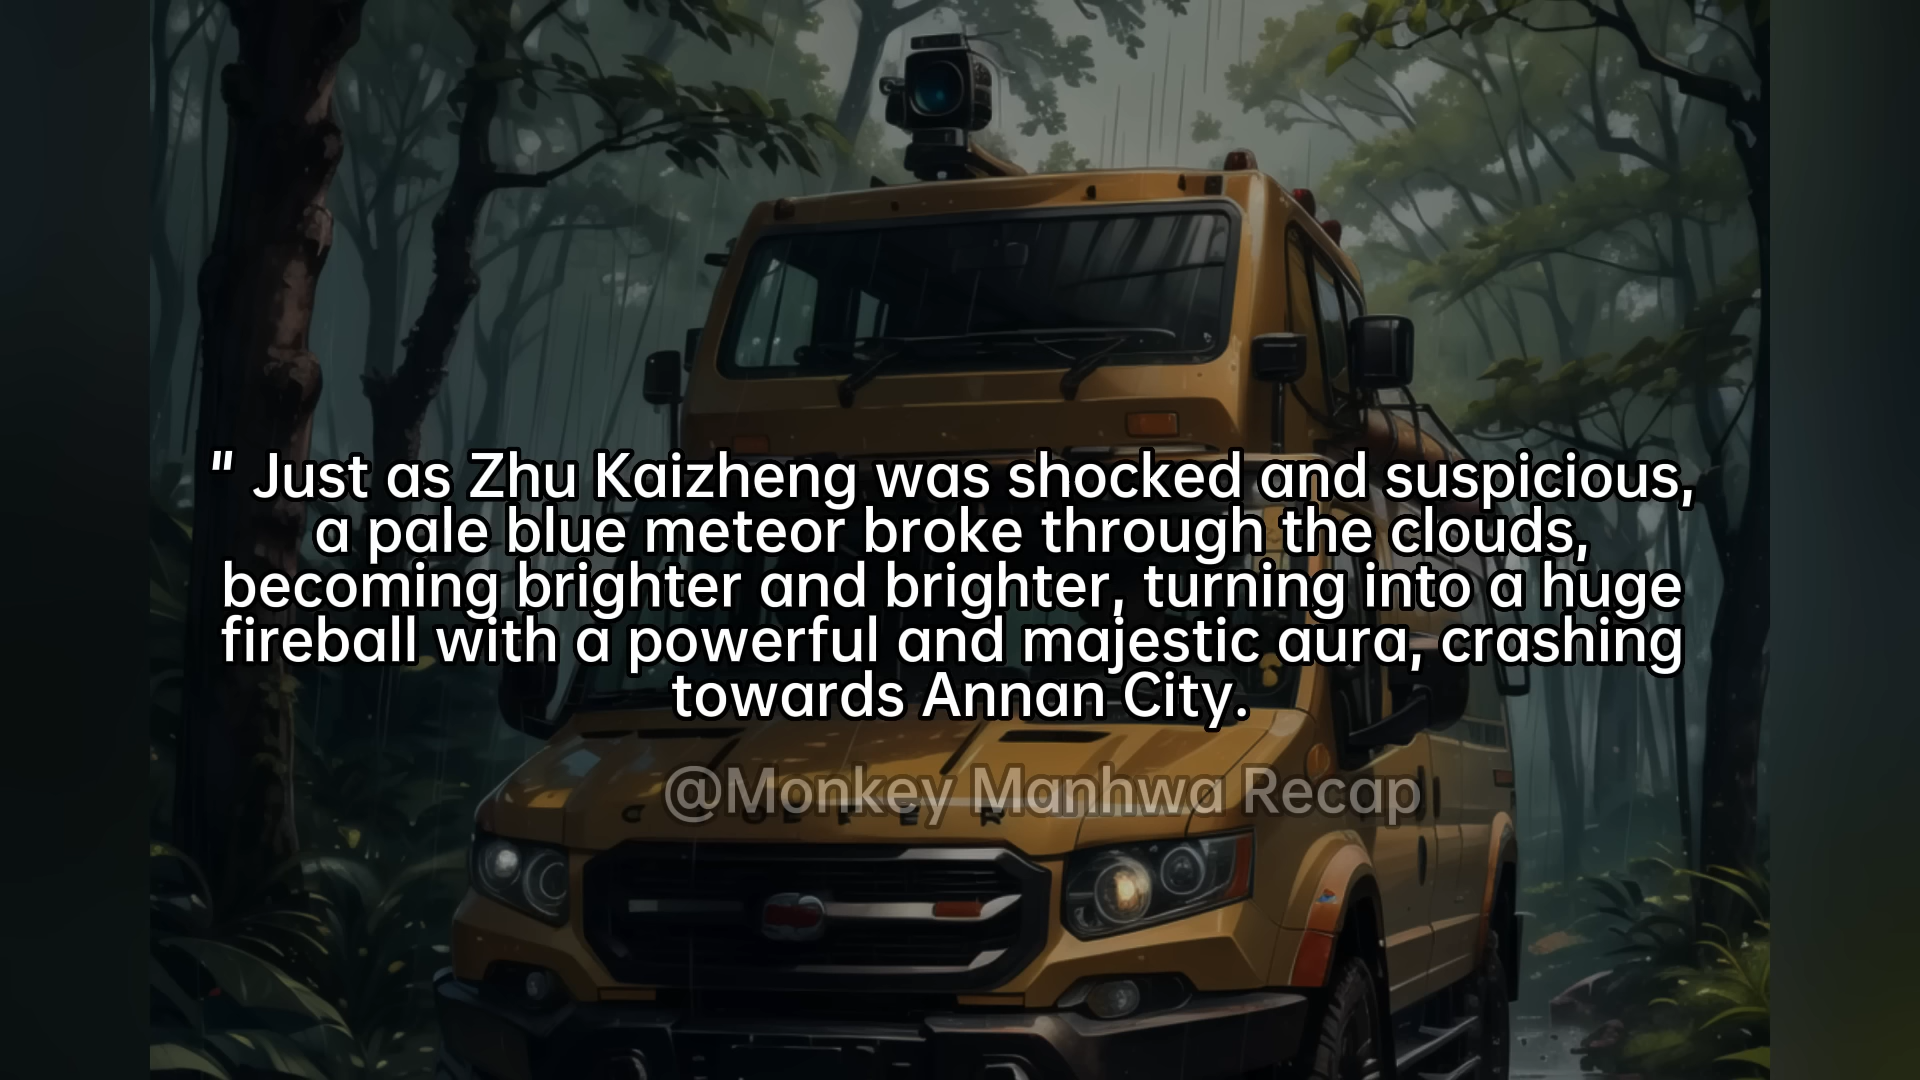 " Just as Zhu Kaizheng was shocked and suspicious,
a pale blue meteor broke through the clouds,
becoming brighter and brighter, turning into a huge
fireball with a powerful and majestic aura, crashing
towards Annan City.
@Monkey Manhwa Recap